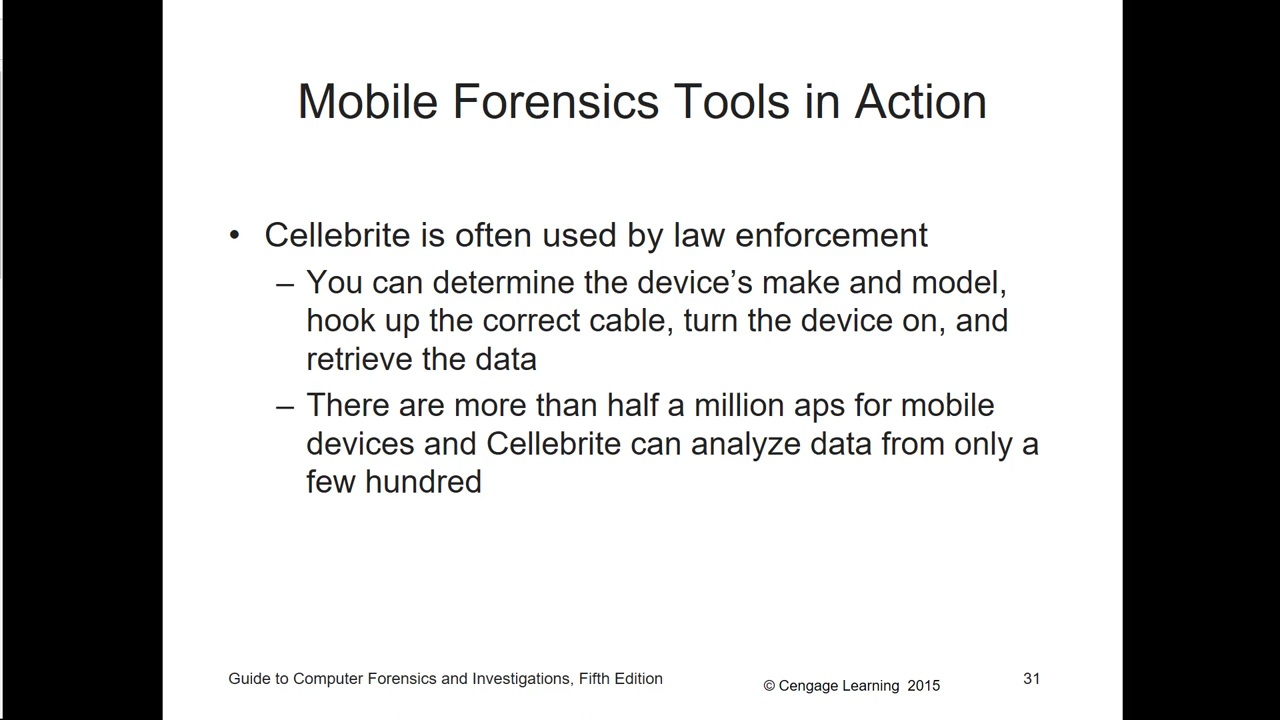 Mobile Forensics Tools in Action
• Cellebrite is often used by law enforcement
– You can determine the device’s make and model,
hook up the correct cable, turn the device on, and
retrieve the data
– There are more than half a million aps for mobile
devices and Cellebrite can analyze data from only a
few hundred
Guide to Computer Forensics and Investigations, Fifth Edition
© Cengage Learning 2015
31